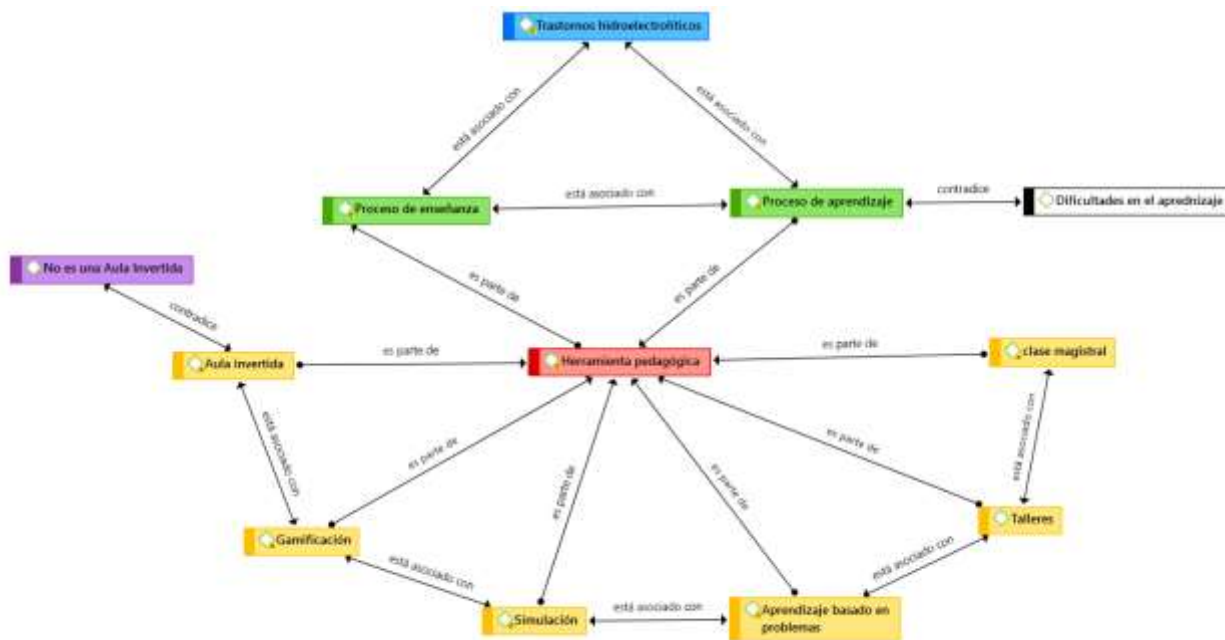 Trastornos hidroelectrolíticos
está asociado con
está asociado con
Proceso de enseñanza
está asociado con
Proceso de aprendizaje
contradice
Dificultades en el aprednizaje
No es una Aula Invertida
contradice
es parte de
es parte de
Aula Invertida
es parte de
Herramienta pedagógica
es parte de
clase magistral
está asociado con
es parte de
es parte de
es parte de
es parte de
está asociado con
Gamificación
Talleres
está asociado con
está asociado con
Simulación
está asociado con
Aprendizaje basado en
problemas